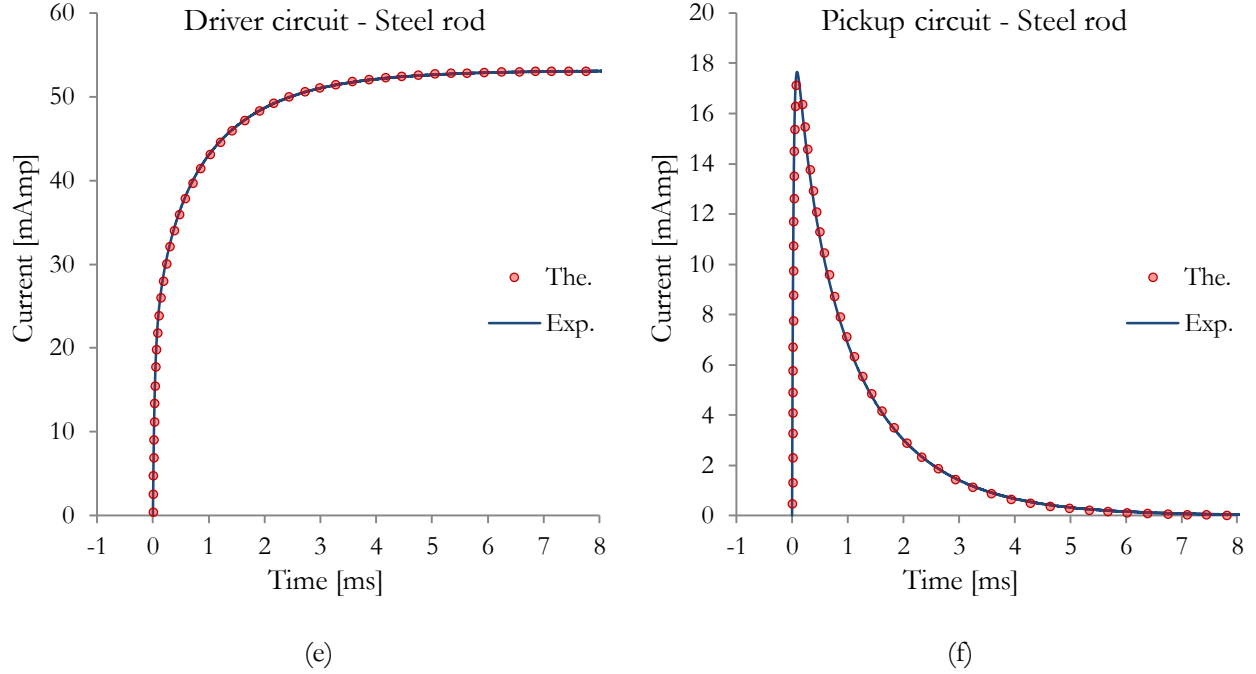 Driver circuit - Steel rod
60
50
40
30
20
10
0
Current [mAmp]
-1 0 1 2 3 4 5 6 7 8
Time [ms]
The.
Exp.
(e)
Pickup circuit - Steel rod
20
18
16
14
12
10
8
6
4
2
0
Current [mAmp]
-1 0 1 2 3 4 5 6 7 8
Time [ms]
The.
Exp.
(f)